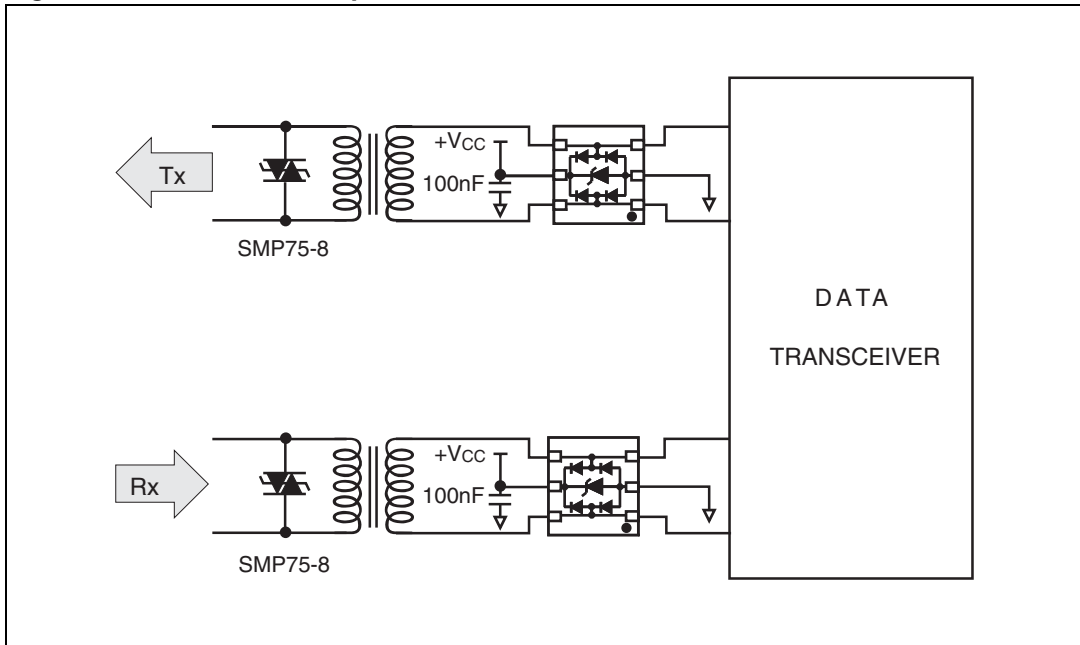 +VCC
Tx
100nF
SMP75-8
DATA
TRANSCEIVER
+VCC
Rx
100nF
SMP75-8